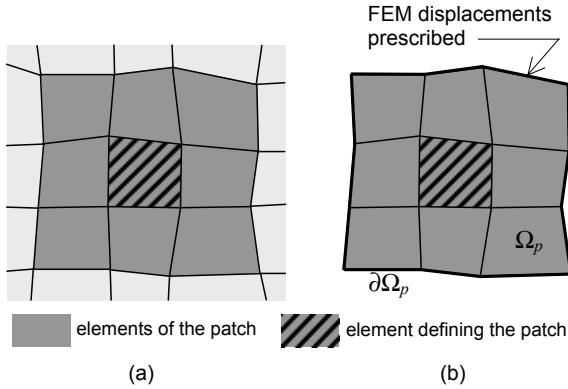 FEM displacements
prescribed
Ωp
∂Ωp
elements of the patch
element defining the patch
(a)
(b)